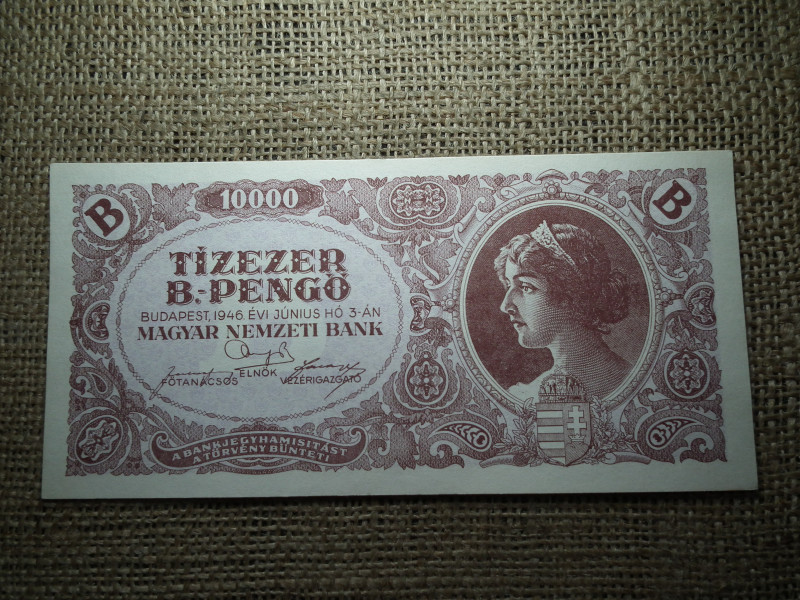 B
10000
B
TÍZEZER
B.-PENGŐ
BUDAPEST, 1946 ÉVI JÚNIUS HÓ 3-ÁN
MAGYAR NEMZETI BANK
ELNÖK
FŐTANÁCSOS VEZÉRIGAZGATÓ
A BANKJEGYHAMISÍTÁST
A TÖRVÉNY BÜNTETI